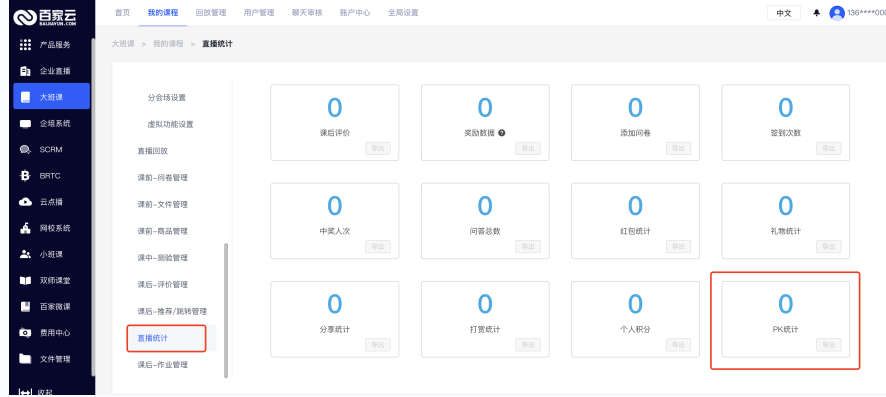 百家云
BAIJIAYUN.COM
首页 我的课程 回放管理 用户管理 聊天审核 账户中心 全局设置
中文 136****000
大班课 > 我的课程 > 直播统计
产品服务
企业直播
大班课
企培系统
SCRM
BRTC
云点播
网校系统
小班课
双师课堂
百家微课
费用中心
文件管理
收起
分会场设置
虚拟功能设置
直播回放
课前-问卷管理
课前-文件管理
课前-商品管理
课中-测验管理
课后-评价管理
课后-推荐/跳转管理
直播统计
课后-作业管理
0 0 0 0
课后评价 奖励数据 添加问卷 签到次数
导出 导出 导出 导出
0 0 0 0
中奖人次 问答总数 红包统计 礼物统计
导出 导出 导出 导出
0 0 0 0
分享统计 打赏统计 个人积分 PK统计
导出 导出 导出 导出